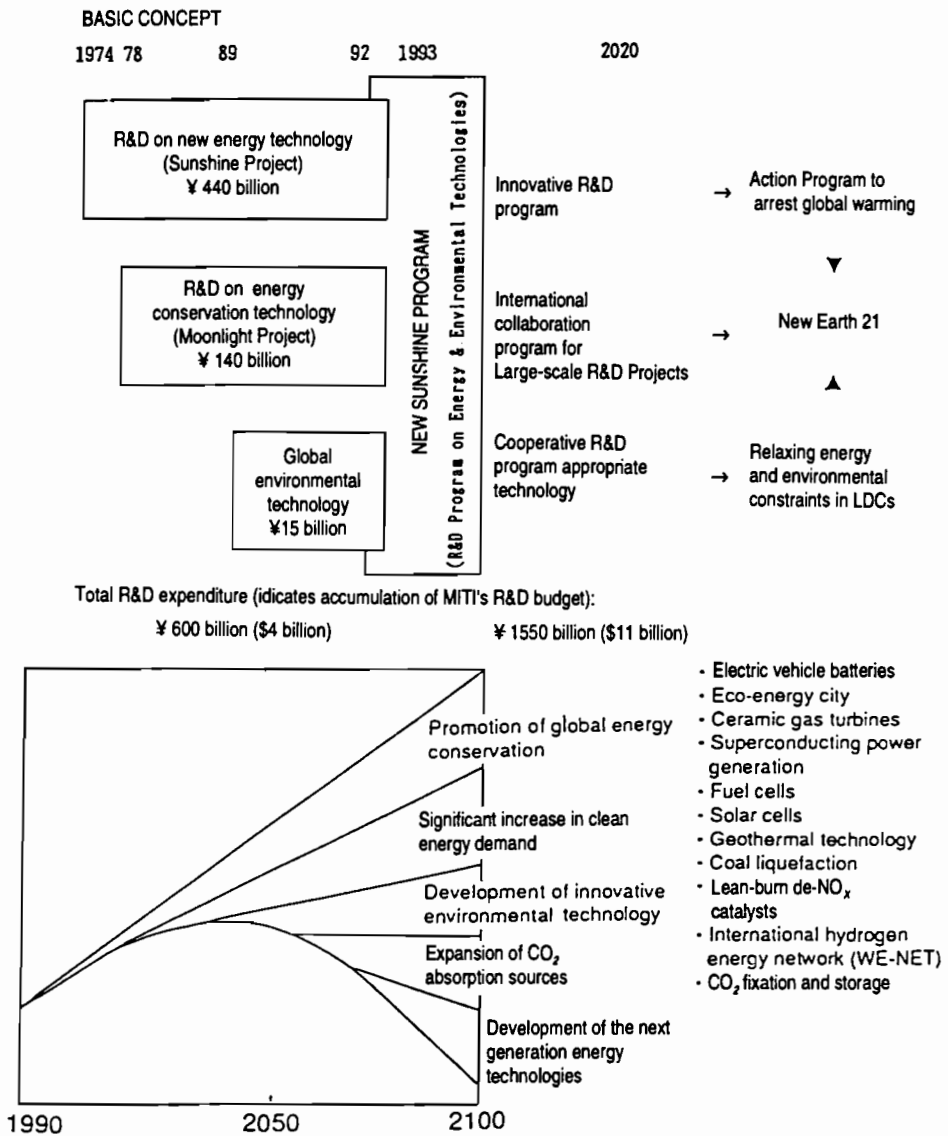 BASIC CONCEPT
1974 78 89 92 1993 2020
R&D on new energy technology
(Sunshine Project)
¥ 440 billion
R&D on energy
conservation technology
(Moonlight Project)
¥ 140 billion
Global
environmental
technology
¥15 billion
NEW SUNSHINE PROGRAM
(R&D Program on Energy & Environmental Technologies)
Innovative R&D
program
→ Action Program to
arrest global warming
International
collaboration
program for
Large-scale R&D Projects
→ New Earth 21
Cooperative R&D
program appropriate
technology
→ Relaxing energy
and environmental
constraints in LDCs
Total R&D expenditure (idicates accumulation of MITI's R&D budget):
¥ 600 billion ($4 billion) ¥ 1550 billion ($11 billion)
Promotion of global energy
conservation
Significant increase in clean
energy demand
Development of innovative
environmental technology
Expansion of CO₂
absorption sources
Development of the next
generation energy
technologies
1990 2050 2100
· Electric vehicle batteries
· Eco-energy city
· Ceramic gas turbines
· Superconducting power
generation
· Fuel cells
· Solar cells
· Geothermal technology
· Coal liquefaction
· Lean-burn de-NOₓ
catalysts
· International hydrogen
energy network (WE-NET)
· CO₂ fixation and storage